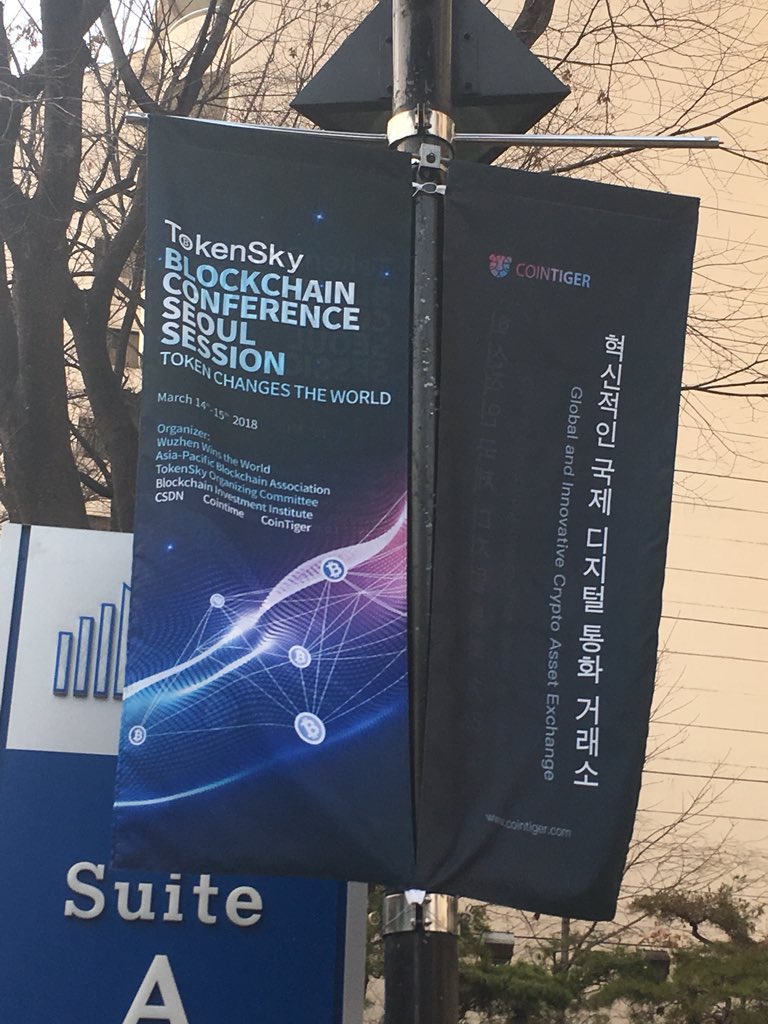 TokenSky
BLOCKCHAIN
CONFERENCE
SEOUL
SESSION
TOKEN CHANGES THE WORLD
March 14th-15th 2018
Organizer:
Wuzhen Wins the World
Asia-Pacific Blockchain Association
TokenSky Organizing Committee
Blockchain Investment Institute
CSDN Cointime CoinTiger
COINTIGER
혁신적인 국제 디지털 통화 거래소
Global and Innovative Crypto Asset Exchange
www.cointiger.com
Suite
A